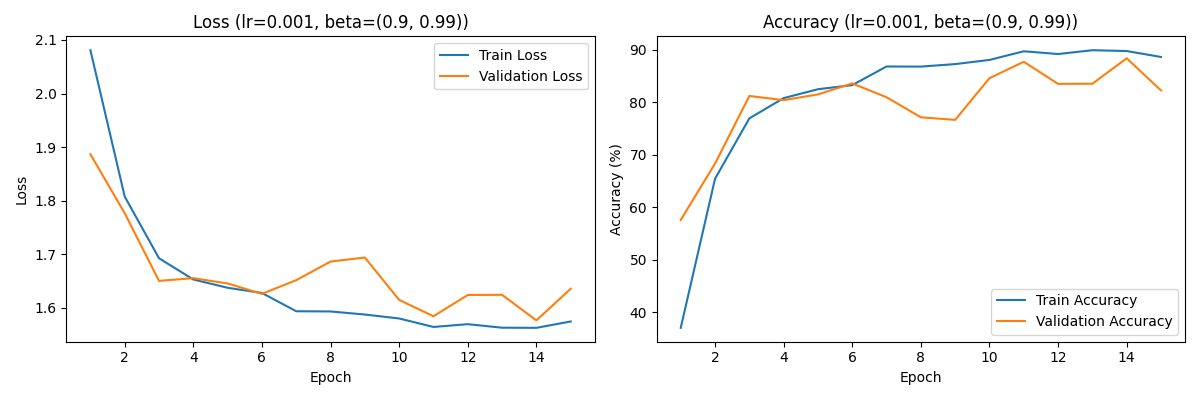 Loss (lr=0.001, beta=(0.9, 0.99))
2.1
2.0
1.9
1.8
1.7
1.6
Loss
2 4 6 8 10 12 14
Epoch
Train Loss
Validation Loss
Accuracy (lr=0.001, beta=(0.9, 0.99))
90
80
70
60
50
40
Accuracy (%)
2 4 6 8 10 12 14
Epoch
Train Accuracy
Validation Accuracy